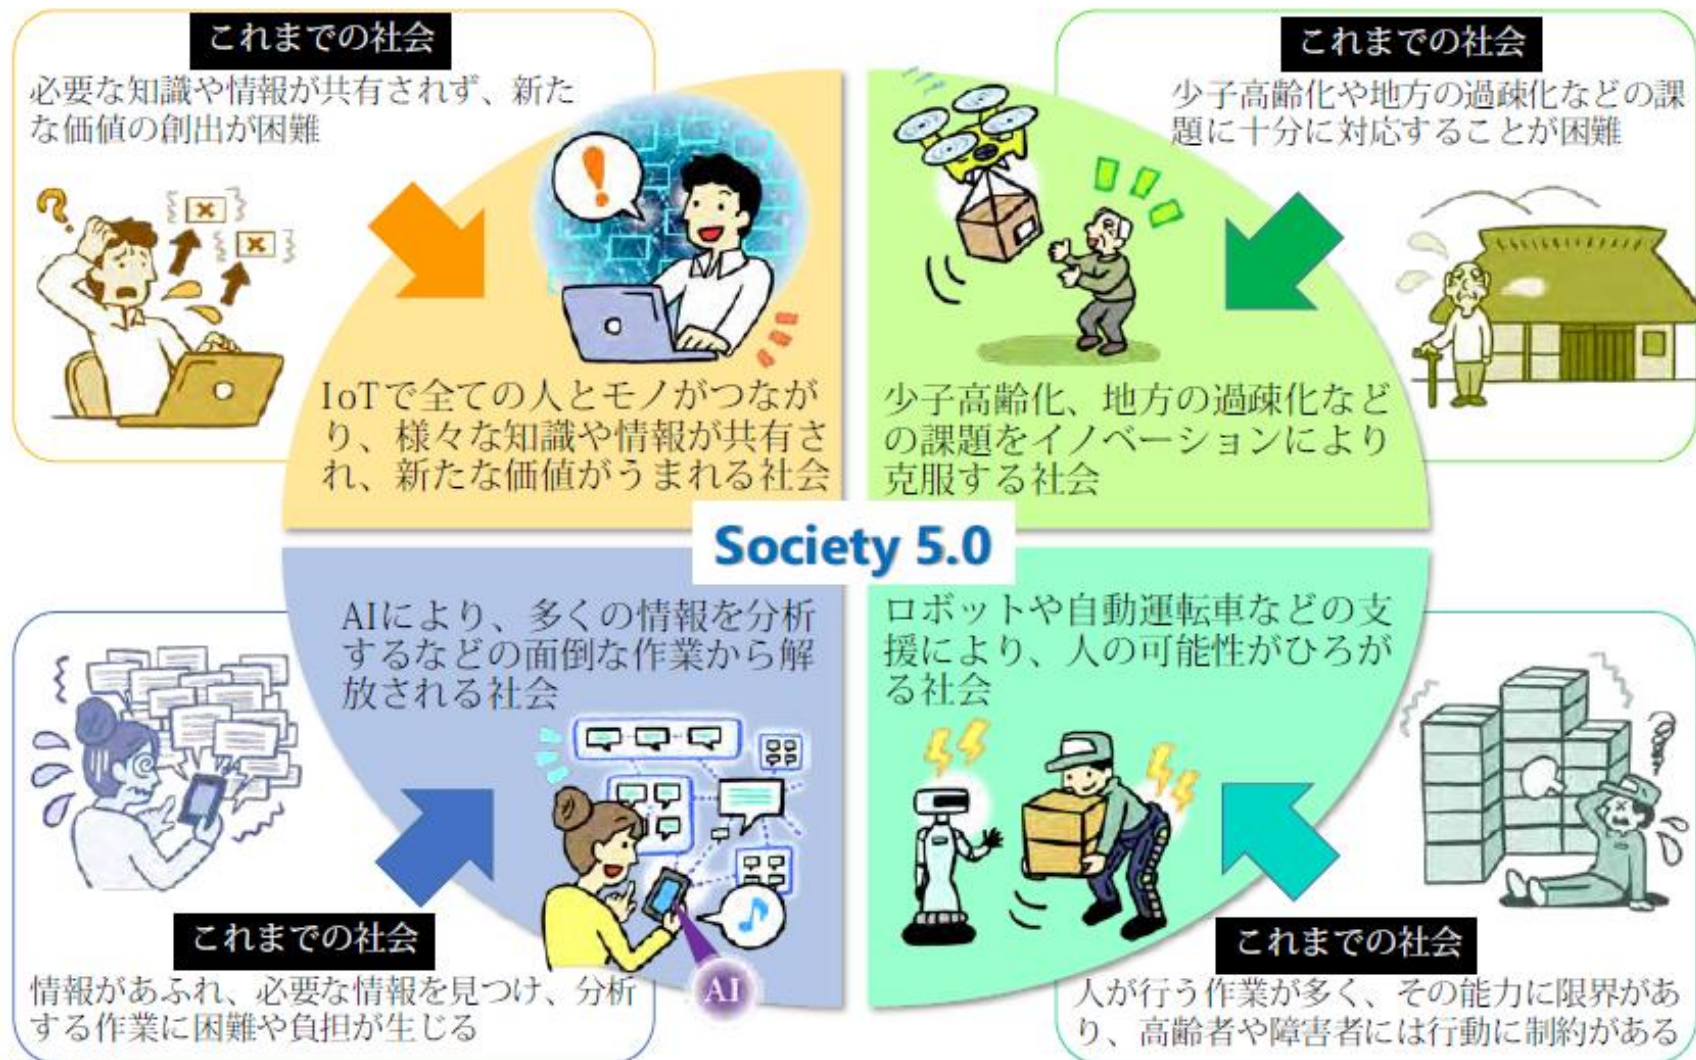 これまでの社会
必要な知識や情報が共有されず、新た
な価値の創出が困難
IoTで全ての人とモノがつなが
り、様々な知識や情報が共有さ
れ、新たな価値がうまれる社会
これまでの社会
少子高齢化や地方の過疎化などの課
題に十分に対応することが困難
少子高齢化、地方の過疎化など
の課題をイノベーションにより
克服する社会
Society 5.0
AIにより、多くの情報を分析
するなどの面倒な作業から解
放される社会
AI
これまでの社会
情報があふれ、必要な情報を見つけ、分析
する作業に困難や負担が生じる
ロボットや自動運転車などの支
援により、人の可能性がひろが
る社会
これまでの社会
人が行う作業が多く、その能力に限界があ
り、高齢者や障害者には行動に制約がある